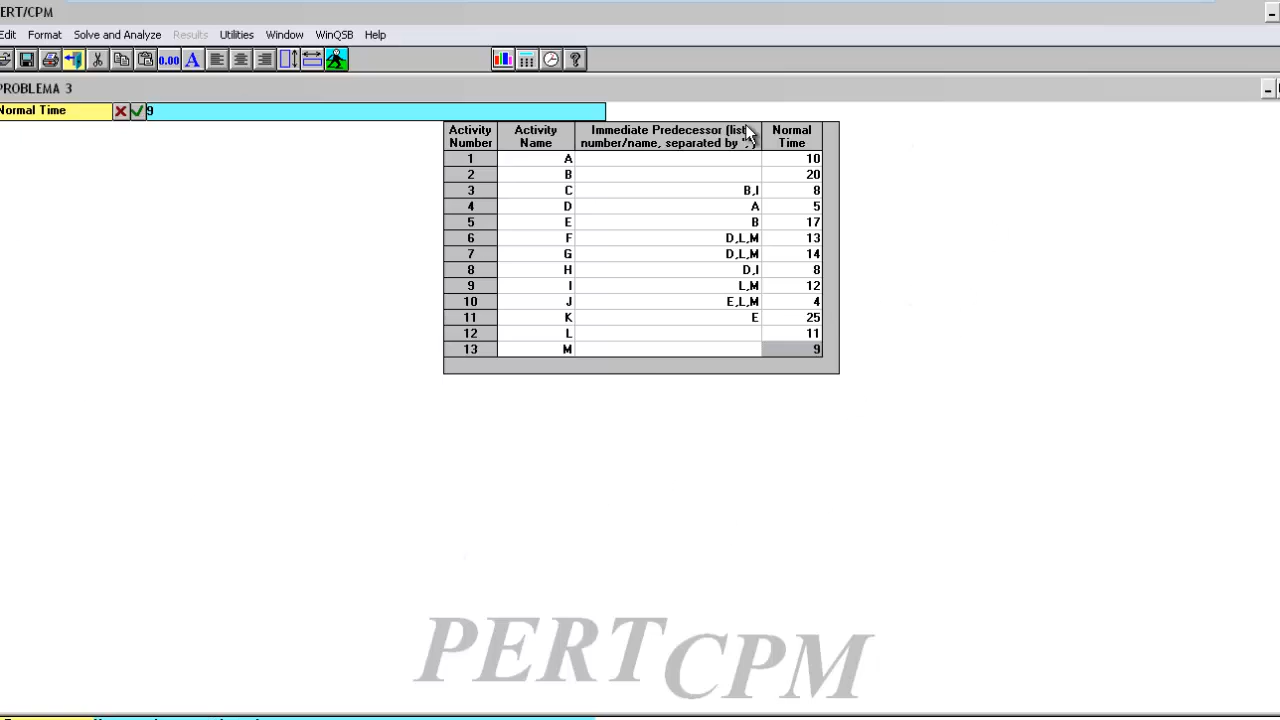 ERT/CPM
Edit Format Solve and Analyze Results Utilities Window WinQSB Help
0.00 A ?
PROBLEMA 3
Normal Time 9
Activity Number Activity Name Immediate Predecessor (list number/name, separated by ',') Normal Time
1 A 10
2 B 20
3 C B,I 8
4 D A 5
5 E B 17
6 F D,L,M 13
7 G D,L,M 14
8 H D,I 8
9 I L,M 12
10 J E,L,M 4
11 K E 25
12 L 11
13 M 9
PERT CPM